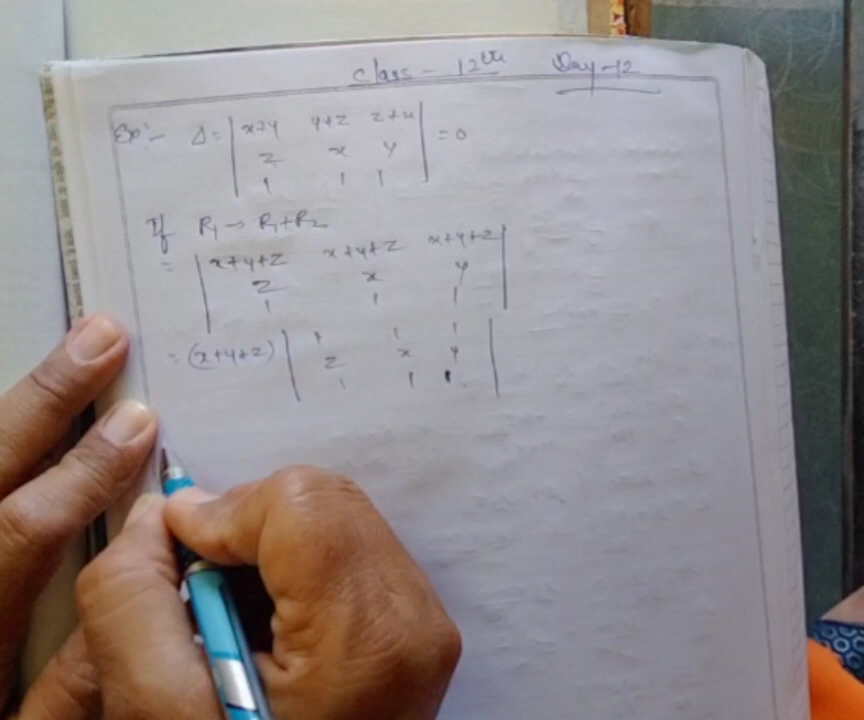 Class - 12th Day-12
Ex:- Δ = | x+y y+z z+x | = 0
z x y
1 1 1
If R1 → R1+R2
= | x+y+z x+y+z x+y+z |
z x y
1 1 1
= (x+y+z) | 1 1 1 |
z x y
1 1 1